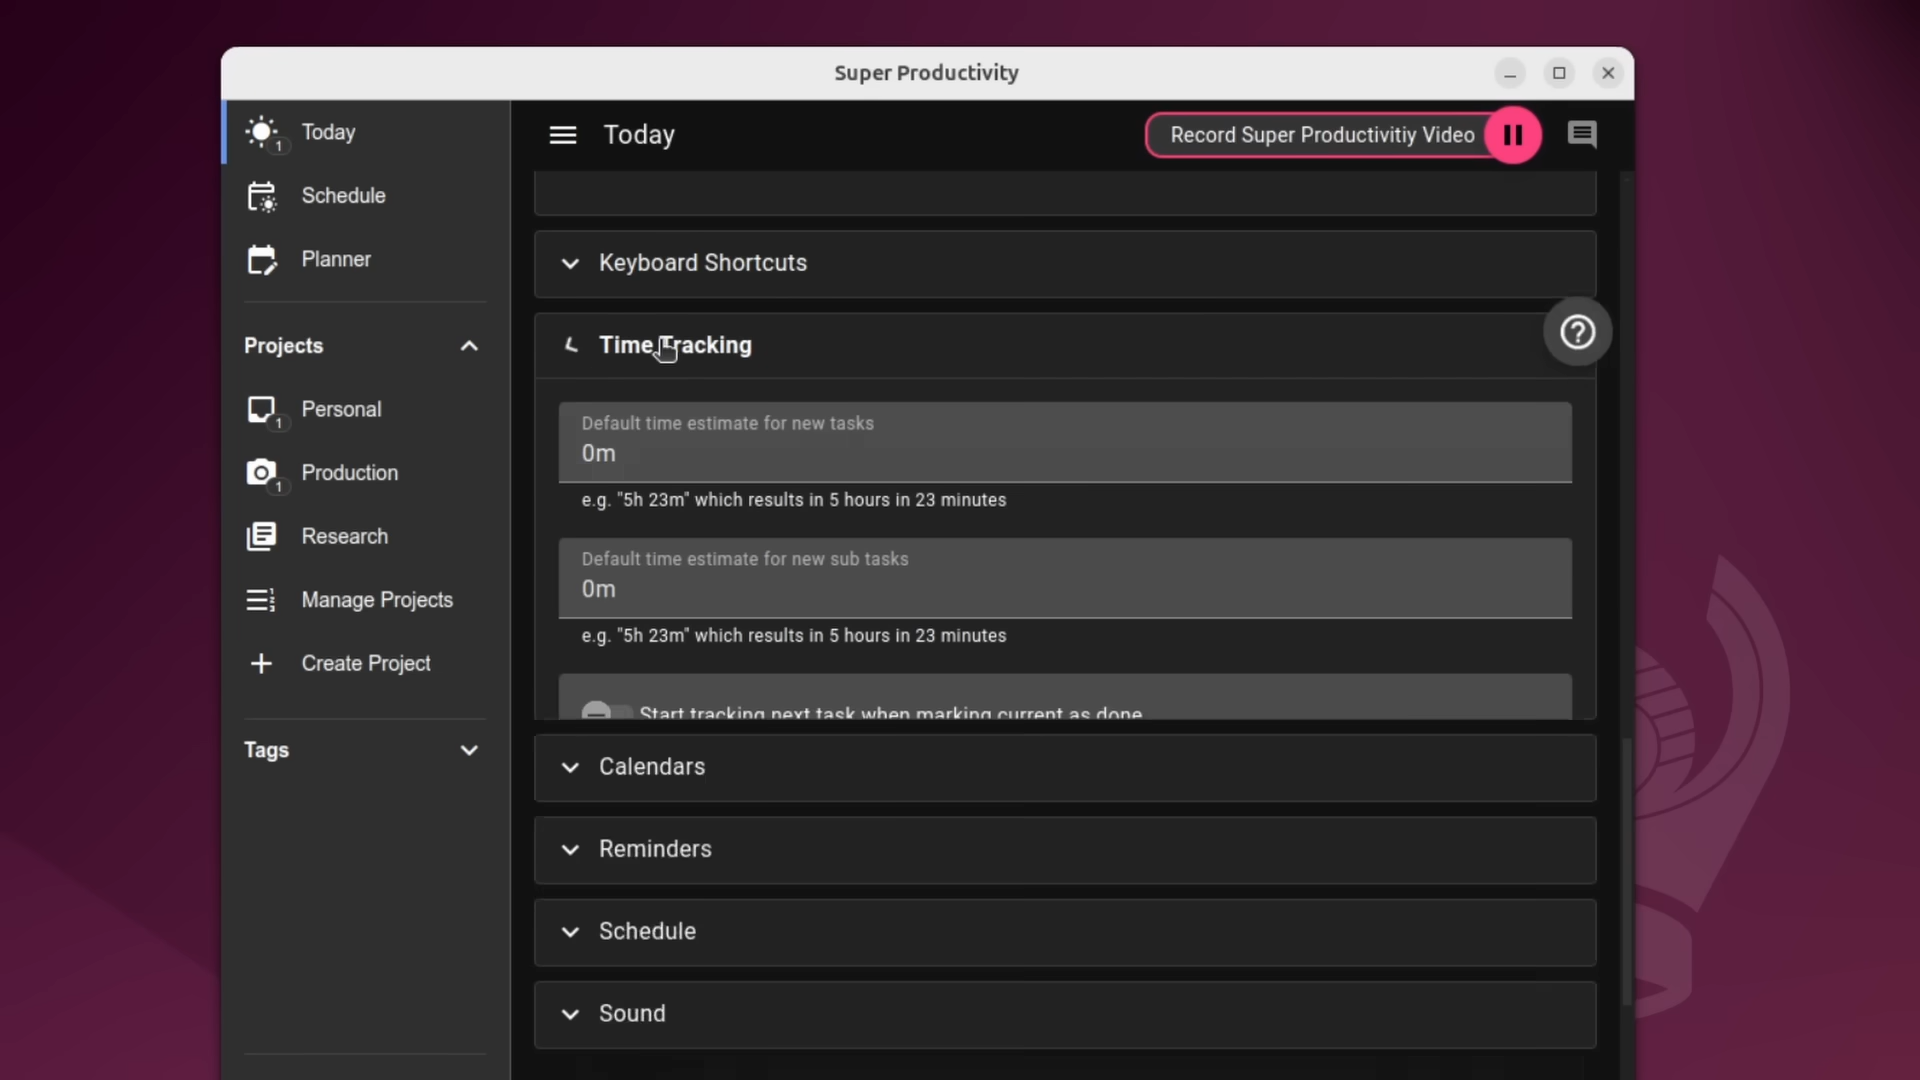 Super Productivity
1
Today
Schedule
Planner
Projects
1
Personal
1
Production
Research
Manage Projects
Create Project
Tags
Today
Record Super Productivitiy Video
Keyboard Shortcuts
Time Tracking
Default time estimate for new tasks
0m
e.g. "5h 23m" which results in 5 hours in 23 minutes
Default time estimate for new sub tasks
0m
e.g. "5h 23m" which results in 5 hours in 23 minutes
Start tracking next task when marking current as done
Calendars
Reminders
Schedule
Sound